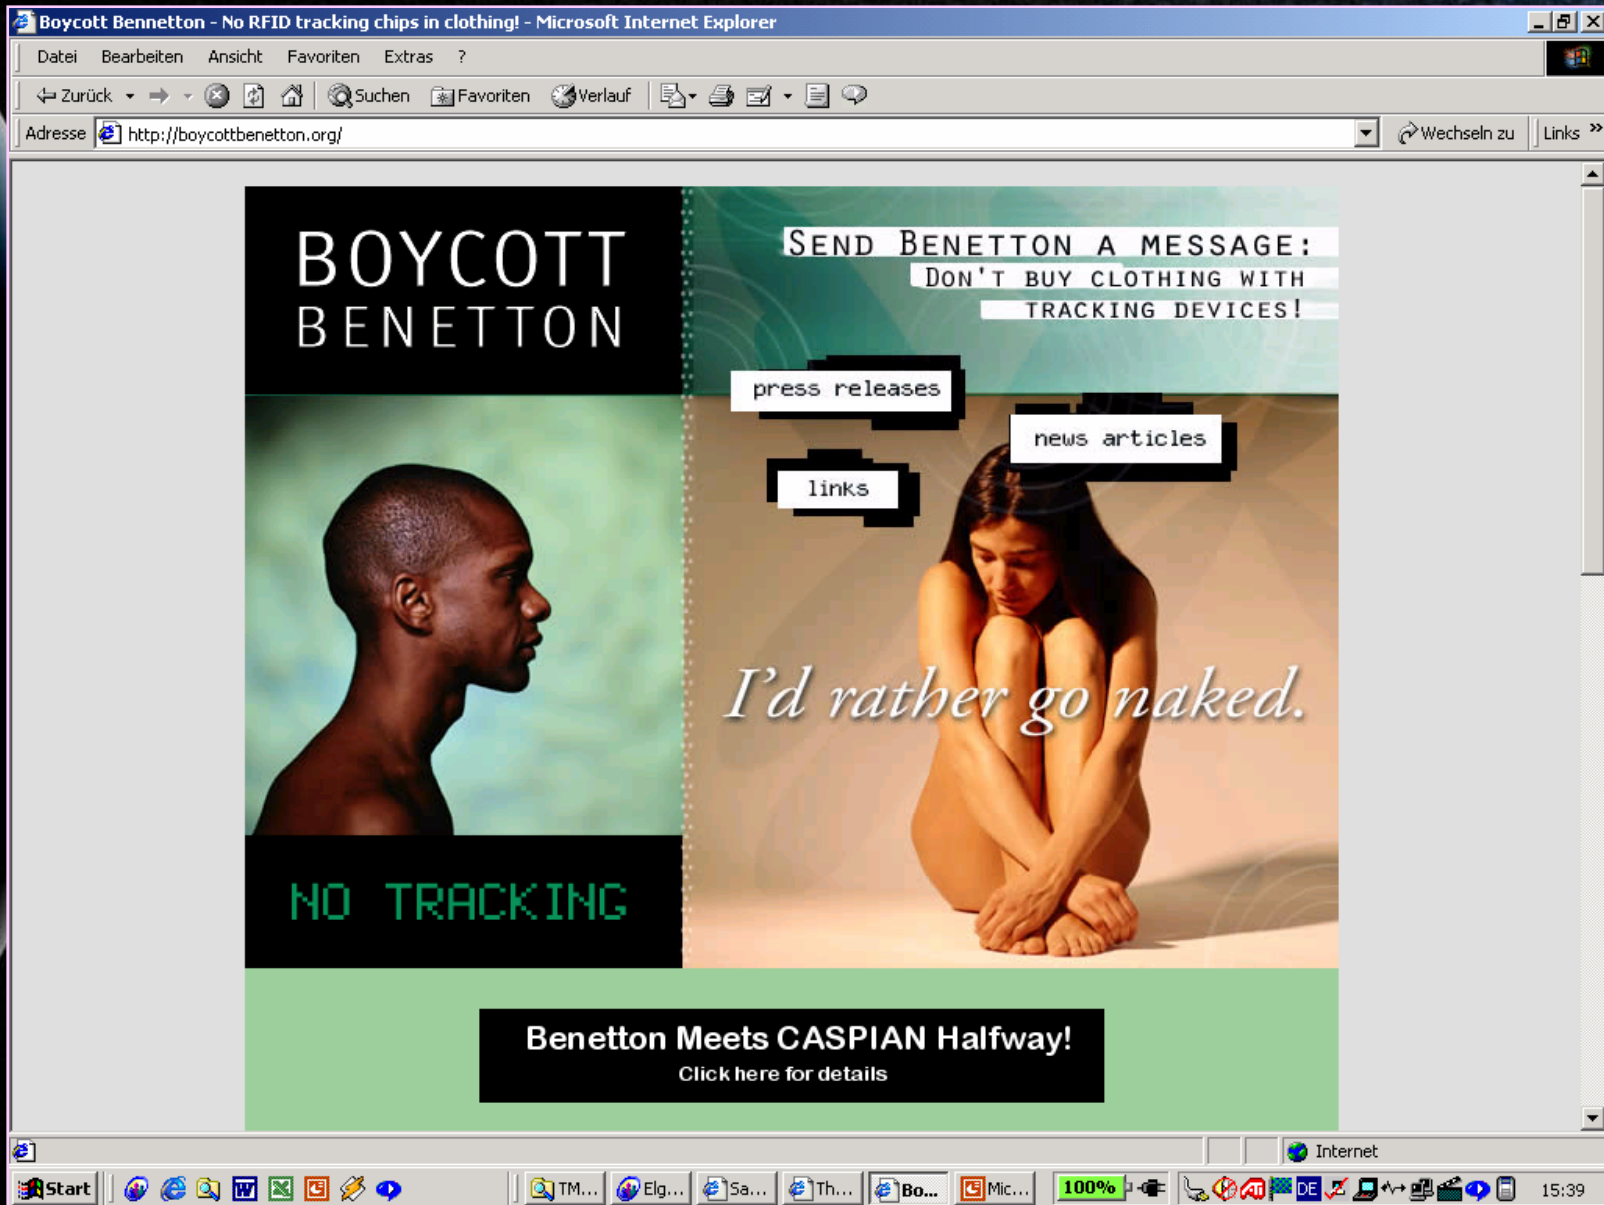 Boycott Bennetton - No RFID tracking chips in clothing! - Microsoft Internet Explorer
Datei Bearbeiten Ansicht Favoriten Extras ?
Zurück Suchen Favoriten Verlauf
Adresse http://boycottbenetton.org/ Wechseln zu Links »
BOYCOTT
BENETTON
SEND BENETTON A MESSAGE:
DON'T BUY CLOTHING WITH
TRACKING DEVICES!
press releases
news articles
links
I'd rather go naked.
NO TRACKING
Benetton Meets CASPIAN Halfway!
Click here for details
Internet
Start TM... Elg... Sa... Th... Bo... Mic... 100% DE 15:39